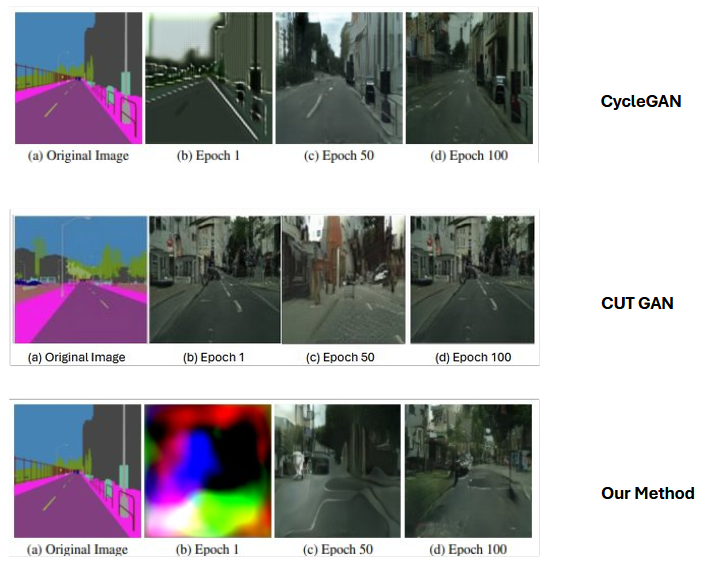 CycleGAN
(a) Original Image (b) Epoch 1 (c) Epoch 50 (d) Epoch 100
CUT GAN
(a) Original Image (b) Epoch 1 (c) Epoch 50 (d) Epoch 100
Our Method
(a) Original Image (b) Epoch 1 (c) Epoch 50 (d) Epoch 100